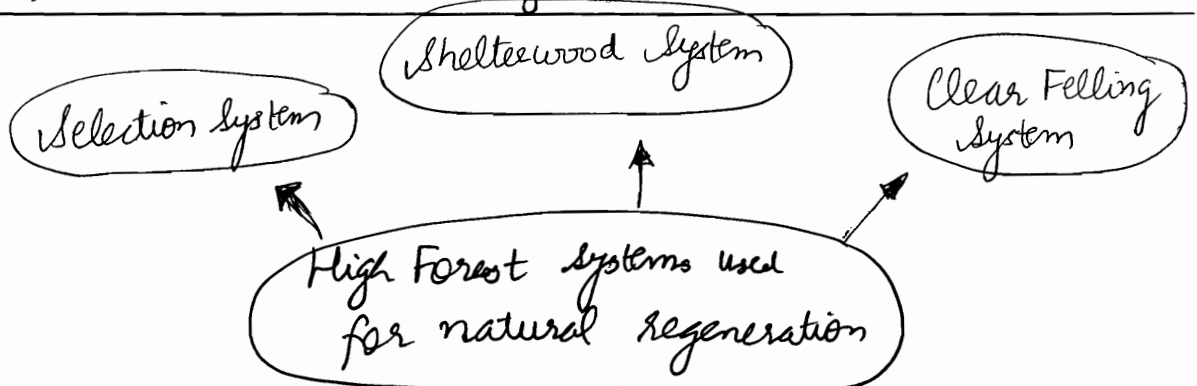 Shelterwood System
Selection System
Clear Felling
System
High Forest systems used
for natural regeneration